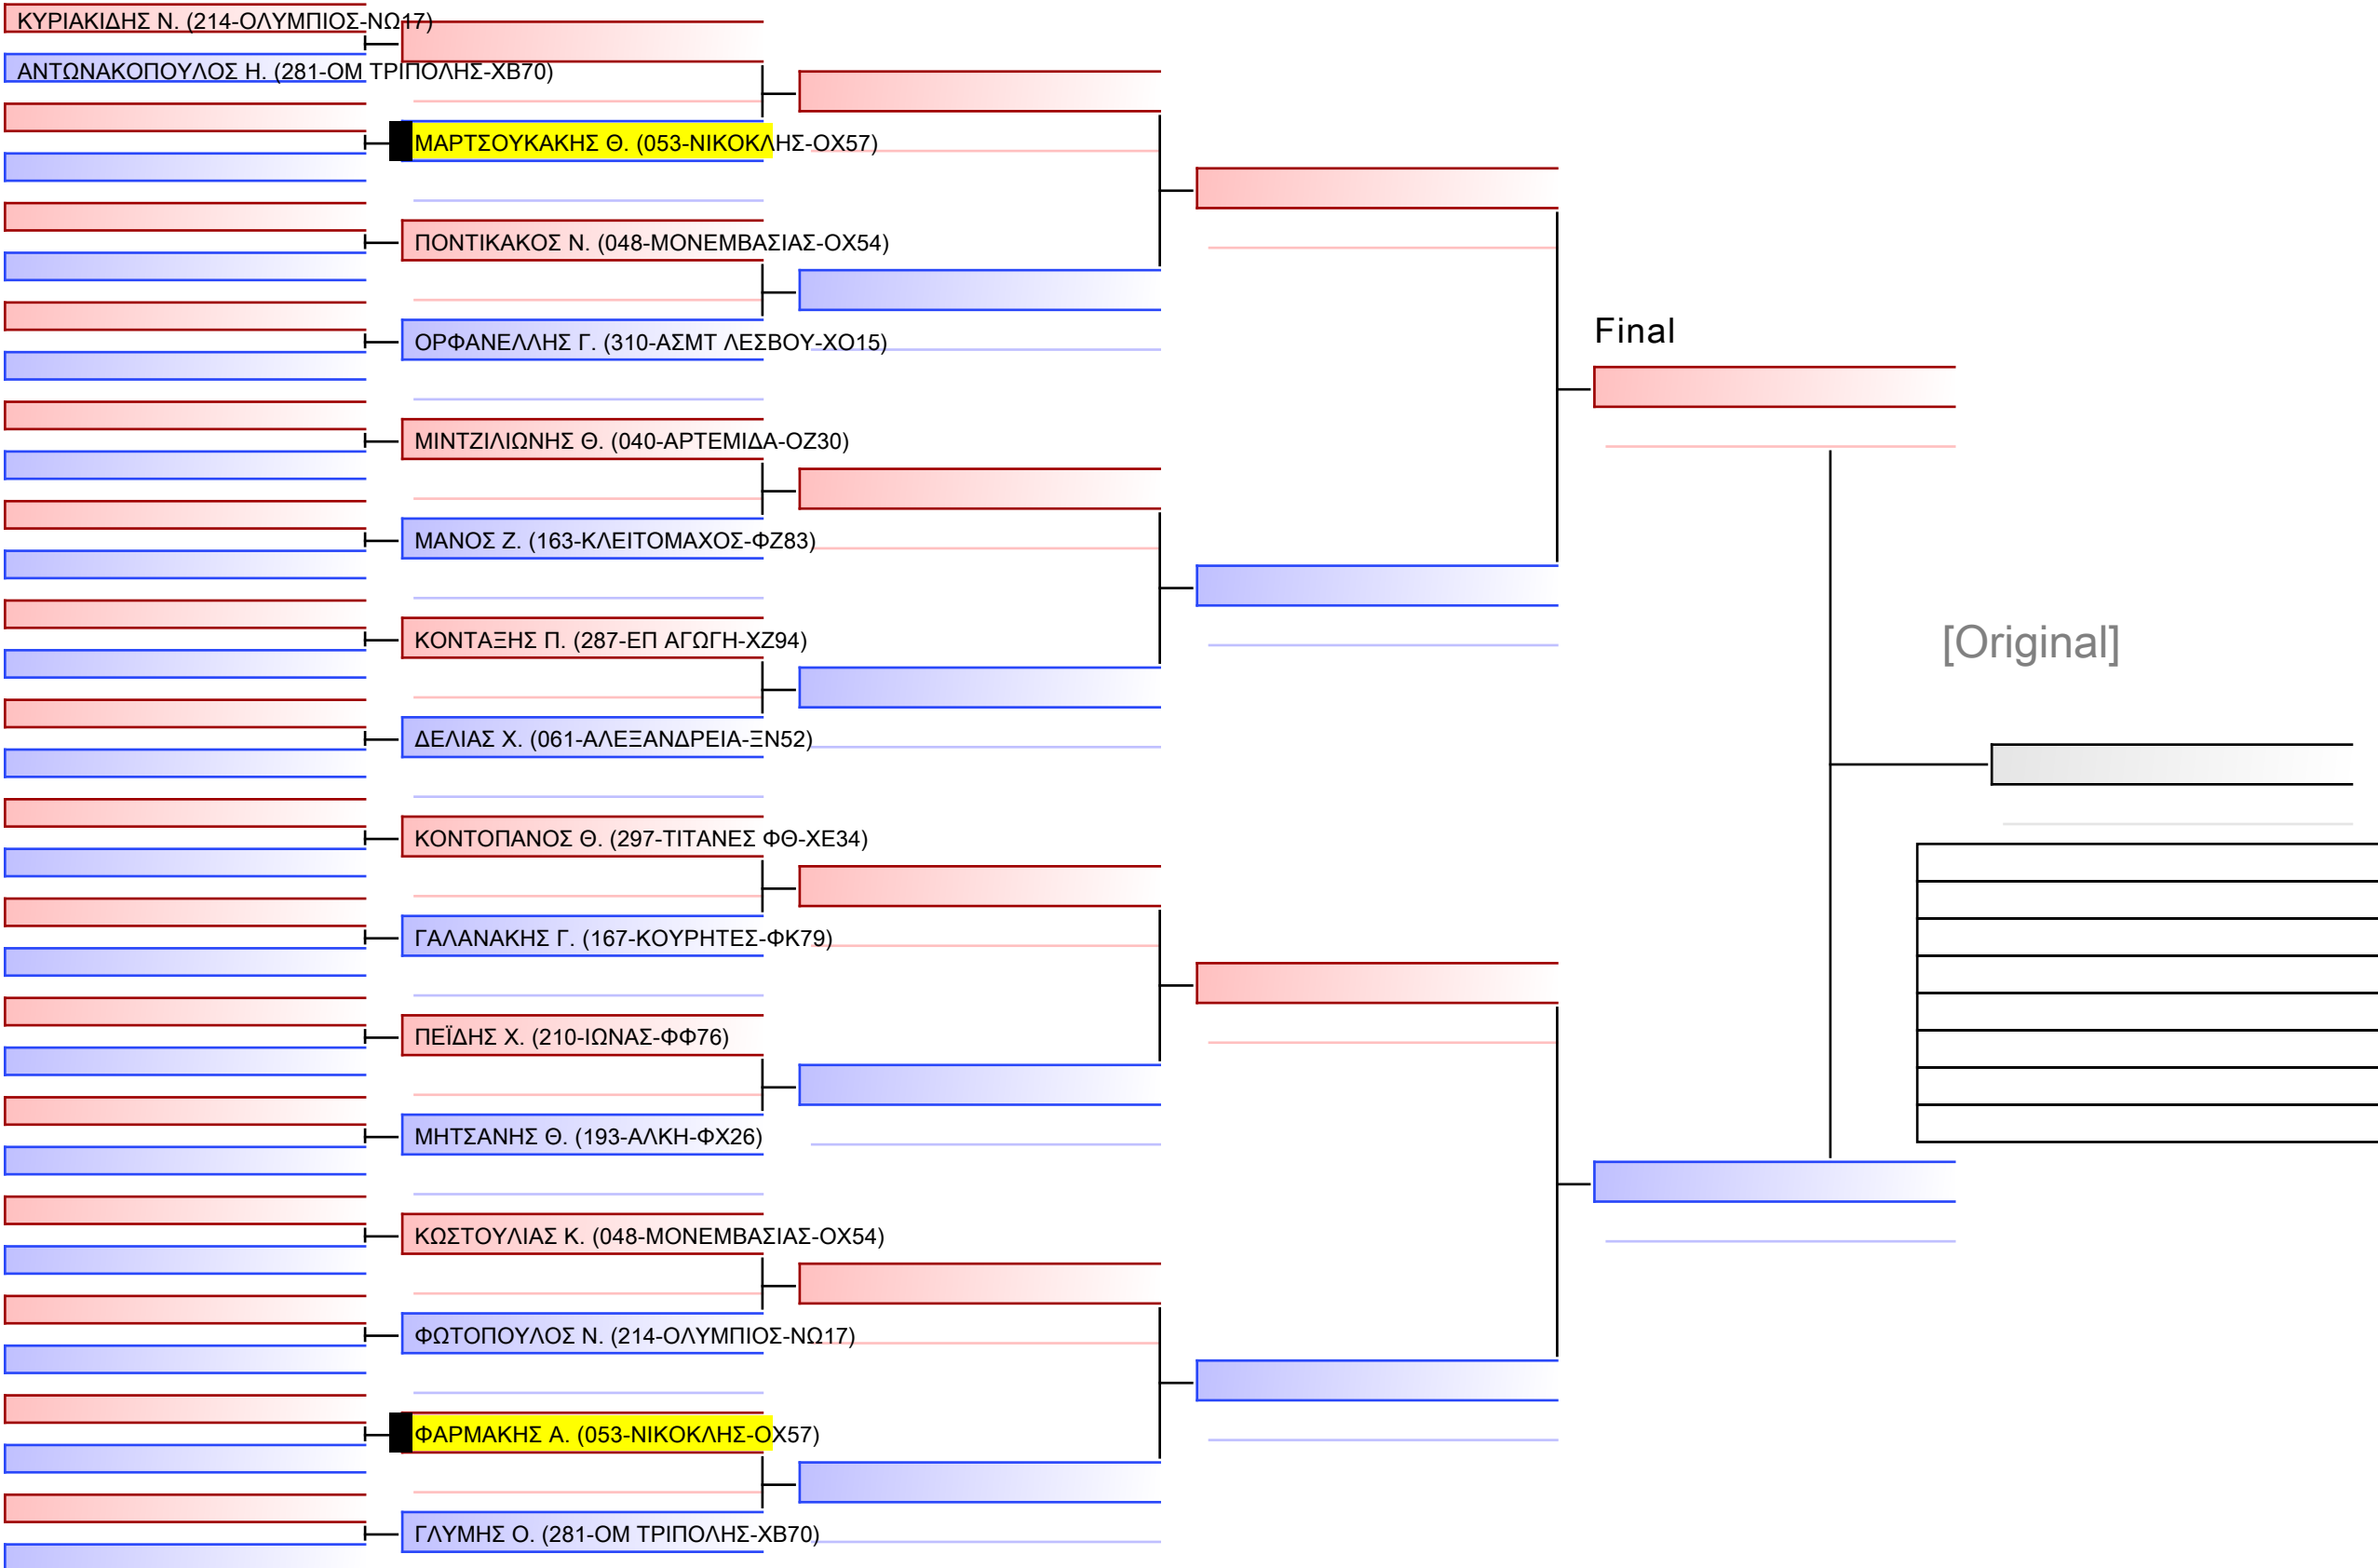 ΚΥΡΙΑΚΙΔΗΣ Ν. (214-ΟΛΥΜΠΙΟΣ-ΝΩ17)
ΑΝΤΩΝΑΚΟΠΟΥΛΟΣ Η. (281-ΟΜ ΤΡΙΠΟΛΗΣ-ΧΒ70)
ΜΑΡΤΣΟΥΚΑΚΗΣ Θ. (053-ΝΙΚΟΚΛΗΣ-ΟΧ57)
ΠΟΝΤΙΚΑΚΟΣ Ν. (048-ΜΟΝΕΜΒΑΣΙΑΣ-ΟΧ54)
ΟΡΦΑΝΕΛΛΗΣ Γ. (310-ΑΣΜΤ ΛΕΣΒΟΥ-ΧΟ15)
Final
ΜΙΝΤΖΙΛΙΩΝΗΣ Θ. (040-ΑΡΤΕΜΙΔΑ-ΟΖ30)
ΜΑΝΟΣ Ζ. (163-ΚΛΕΙΤΟΜΑΧΟΣ-ΦΖ83)
ΚΟΝΤΑΞΗΣ Π. (287-ΕΠ ΑΓΩΓΗ-ΧΖ94)
[Original]
ΔΕΛΙΑΣ Χ. (061-ΑΛΕΞΑΝΔΡΕΙΑ-ΞΝ52)
ΚΟΝΤΟΠΑΝΟΣ Θ. (297-ΤΙΤΑΝΕΣ ΦΘ-ΧΕ34)
ΓΑΛΑΝΑΚΗΣ Γ. (167-ΚΟΥΡΗΤΕΣ-ΦΚ79)
ΠΕΪΔΗΣ Χ. (210-ΙΩΝΑΣ-ΦΦ76)
ΜΗΤΣΑΝΗΣ Θ. (193-ΑΛΚΗ-ΦΧ26)
ΚΩΣΤΟΥΛΙΑΣ Κ. (048-ΜΟΝΕΜΒΑΣΙΑΣ-ΟΧ54)
ΦΩΤΟΠΟΥΛΟΣ Ν. (214-ΟΛΥΜΠΙΟΣ-ΝΩ17)
ΦΑΡΜΑΚΗΣ Α. (053-ΝΙΚΟΚΛΗΣ-ΟΧ57)
ΓΛΥΜΗΣ Ο. (281-ΟΜ ΤΡΙΠΟΛΗΣ-ΧΒ70)